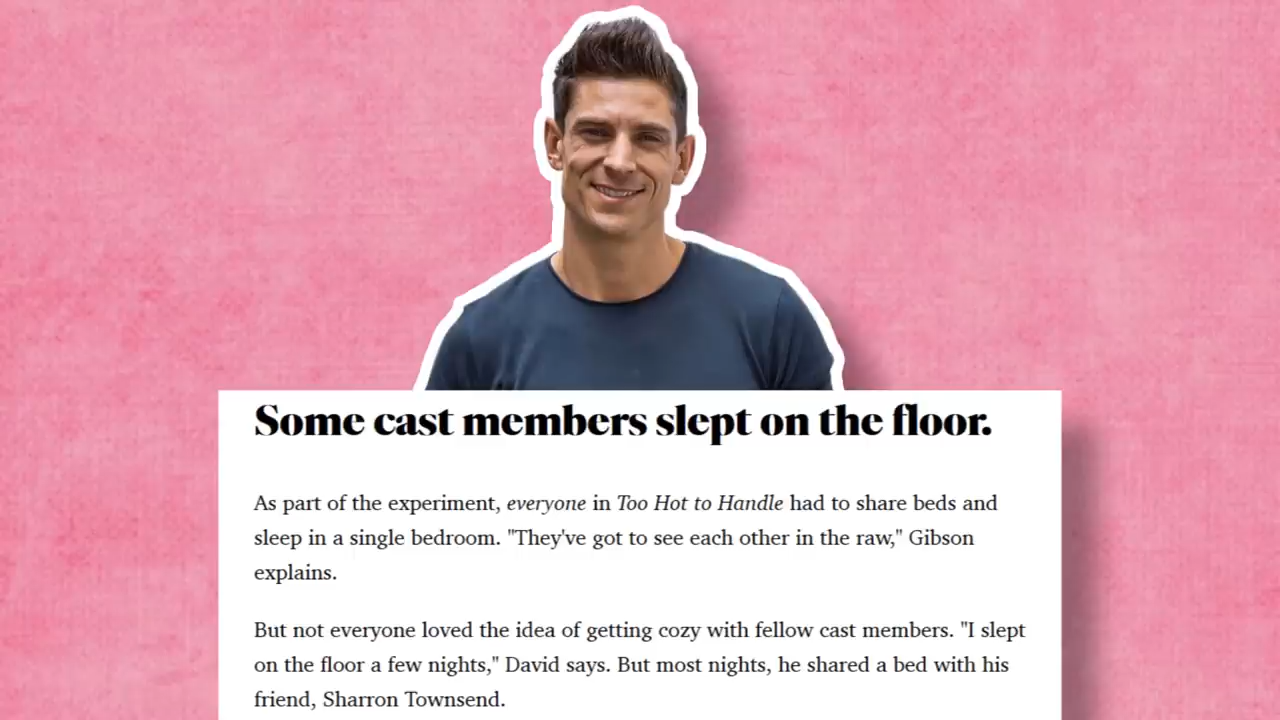 Some cast members slept on the floor.
As part of the experiment, everyone in Too Hot to Handle had to share beds and
sleep in a single bedroom. "They've got to see each other in the raw," Gibson
explains.
But not everyone loved the idea of getting cozy with fellow cast members. "I slept
on the floor a few nights," David says. But most nights, he shared a bed with his
friend, Sharron Townsend.